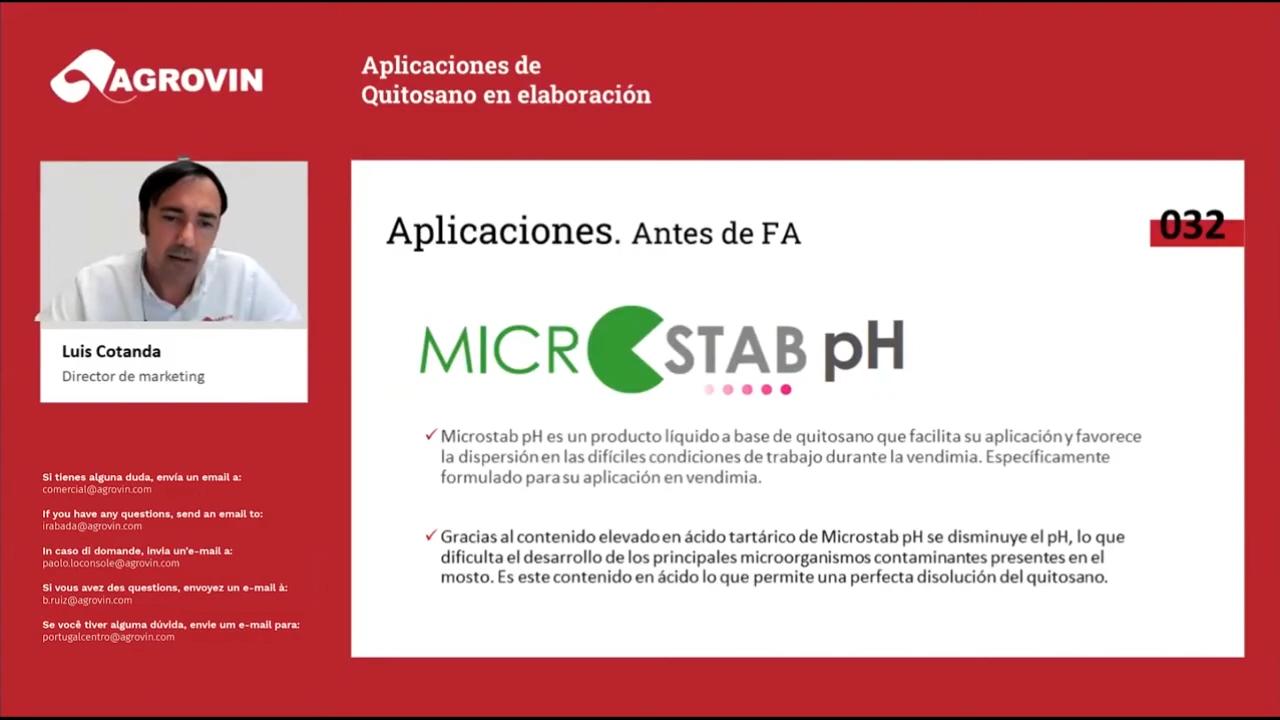 AGROVIN
Aplicaciones de
Quitosano en elaboración
Luis Cotanda
Director de marketing
Si tienes alguna duda, envía un email a:
comercial@agrovin.com
If you have any questions, send an email to:
irabada@agrovin.com
In caso di domande, invia un'e-mail a:
paolo.loconsole@agrovin.com
Si vous avez des questions, envoyez un e-mail à:
b.ruiz@agrovin.com
Se você tiver alguma dúvida, envie um e-mail para:
portugalcentro@agrovin.com
Aplicaciones. Antes de FA
032
MICROSTAB pH
✓ Microstab pH es un producto líquido a base de quitosano que facilita su aplicación y favorece
la dispersión en las difíciles condiciones de trabajo durante la vendimia. Específicamente
formulado para su aplicación en vendimia.
✓ Gracias al contenido elevado en ácido tartárico de Microstab pH se disminuye el pH, lo que
dificulta el desarrollo de los principales microorganismos contaminantes presentes en el
mosto. Es este contenido en ácido lo que permite una perfecta disolución del quitosano.